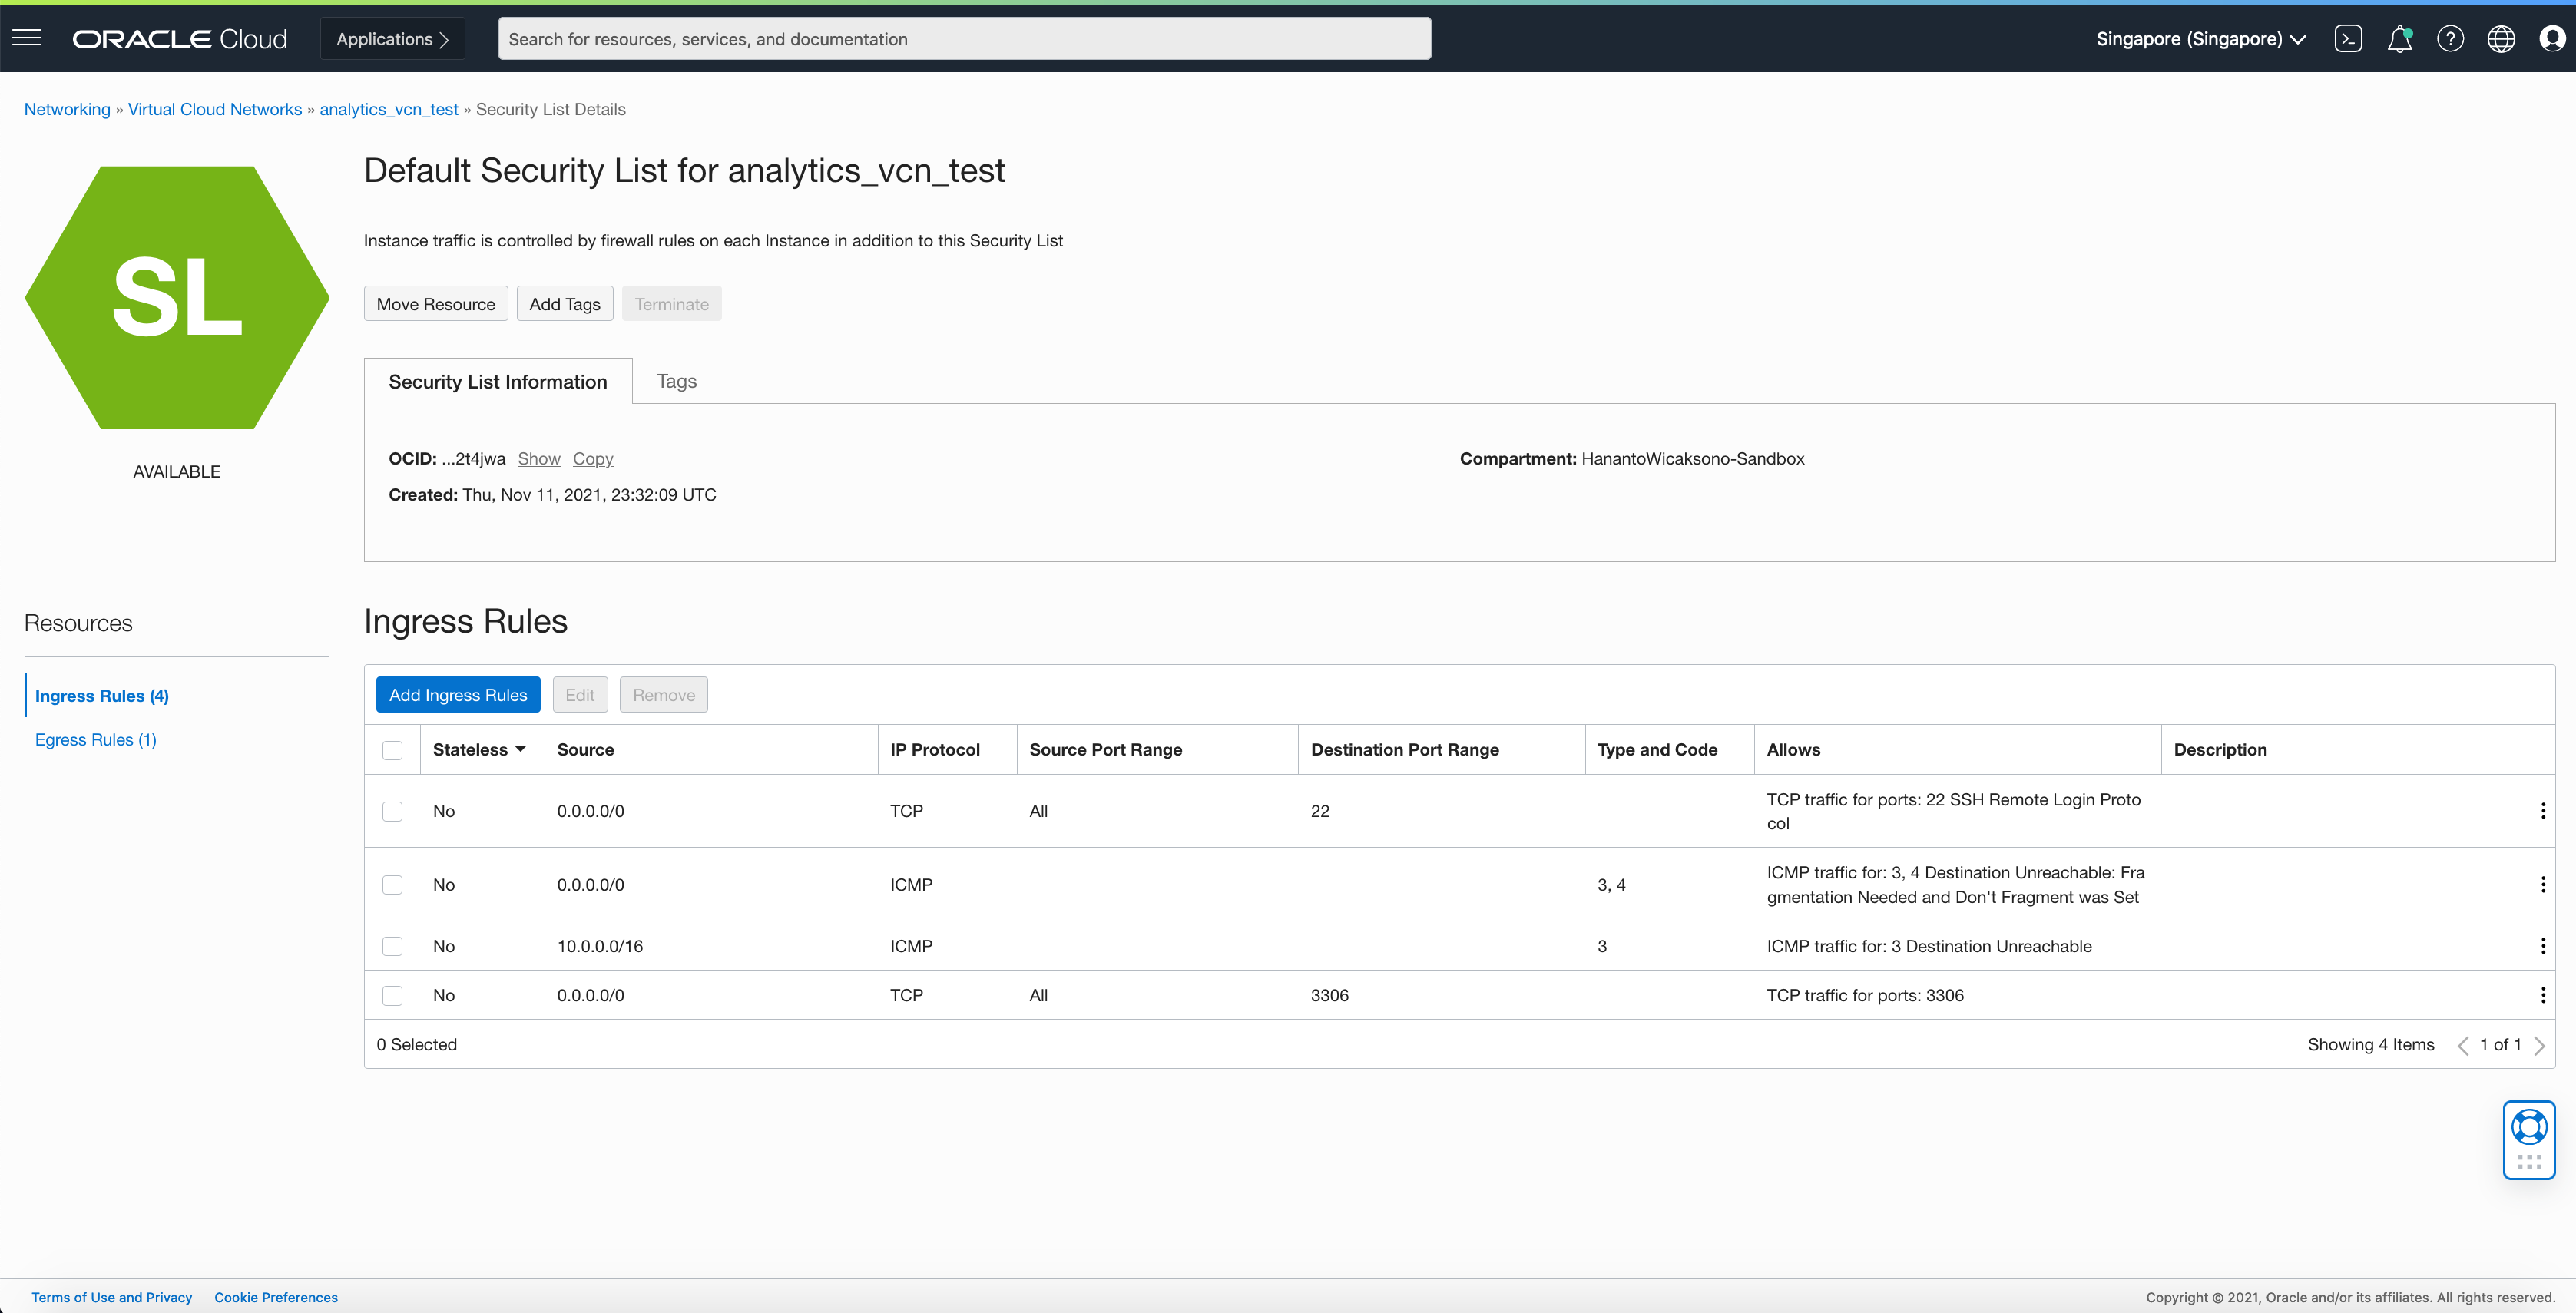 ORACLE Cloud
Applications
Search for resources, services, and documentation
Singapore (Singapore)
Networking » Virtual Cloud Networks » analytics_vcn_test » Security List Details
SL
AVAILABLE
Default Security List for analytics_vcn_test
Instance traffic is controlled by firewall rules on each Instance in addition to this Security List
Move Resource Add Tags Terminate
Security List Information Tags
OCID: ...2t4jwa Show Copy
Compartment: HanantoWicaksono-Sandbox
Created: Thu, Nov 11, 2021, 23:32:09 UTC
Resources
Ingress Rules (4)
Egress Rules (1)
Ingress Rules
Add Ingress Rules Edit Remove
Stateless Source IP Protocol Source Port Range Destination Port Range Type and Code Allows Description
No 0.0.0.0/0 TCP All 22 TCP traffic for ports: 22 SSH Remote Login Proto
col
No 0.0.0.0/0 ICMP 3, 4 ICMP traffic for: 3, 4 Destination Unreachable: Fra
gmentation Needed and Don't Fragment was Set
No 10.0.0.0/16 ICMP 3 ICMP traffic for: 3 Destination Unreachable
No 0.0.0.0/0 TCP All 3306 TCP traffic for ports: 3306
0 Selected
Showing 4 Items 1 of 1
Terms of Use and Privacy Cookie Preferences
Copyright © 2021, Oracle and/or its affiliates. All rights reserved.